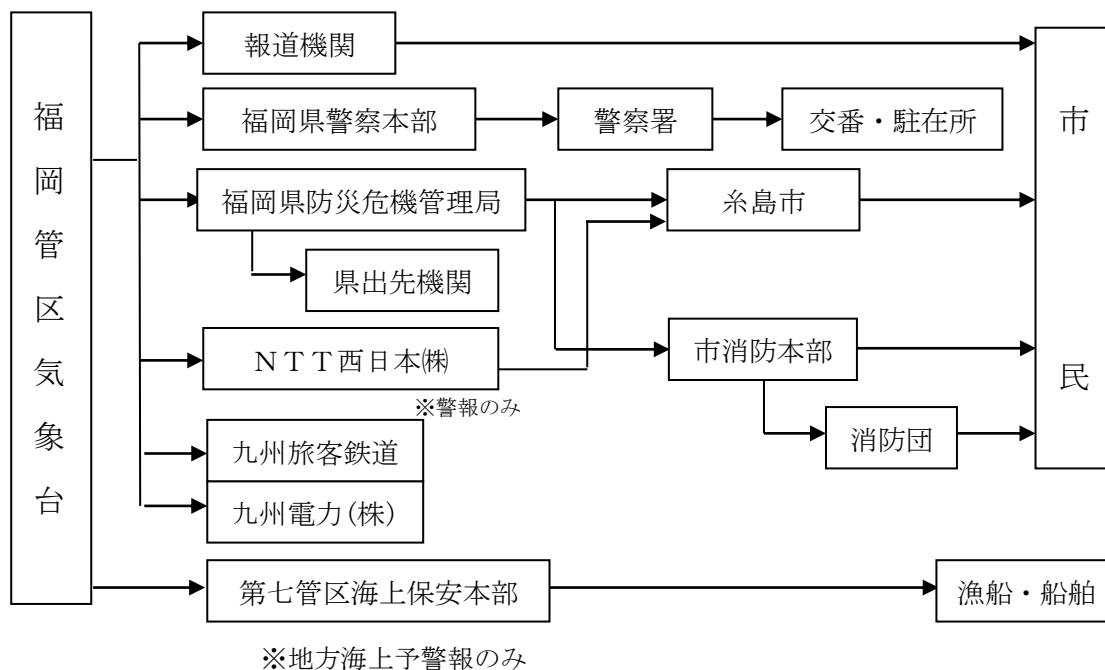 福岡管区気象台
報道機関
福岡県警察本部
警察署
交番・駐在所
福岡県防災危機管理局
糸島市
県出先機関
NTT西日本㈱
※警報のみ
市消防本部
消防団
九州旅客鉄道
九州電力(株)
第七管区海上保安本部
漁船・船舶
※地方海上予警報のみ
市民